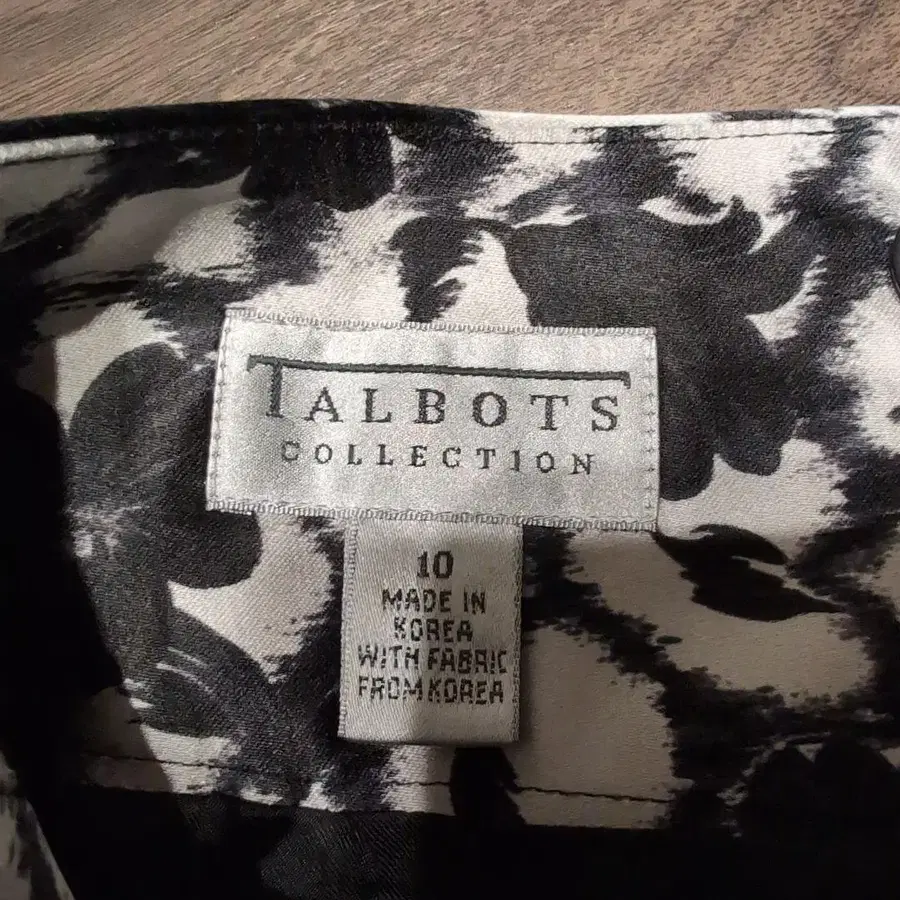 TALBOTS
COLLECTION
10
MADE IN
KOREA
WITH FABRIC
FROM KOREA